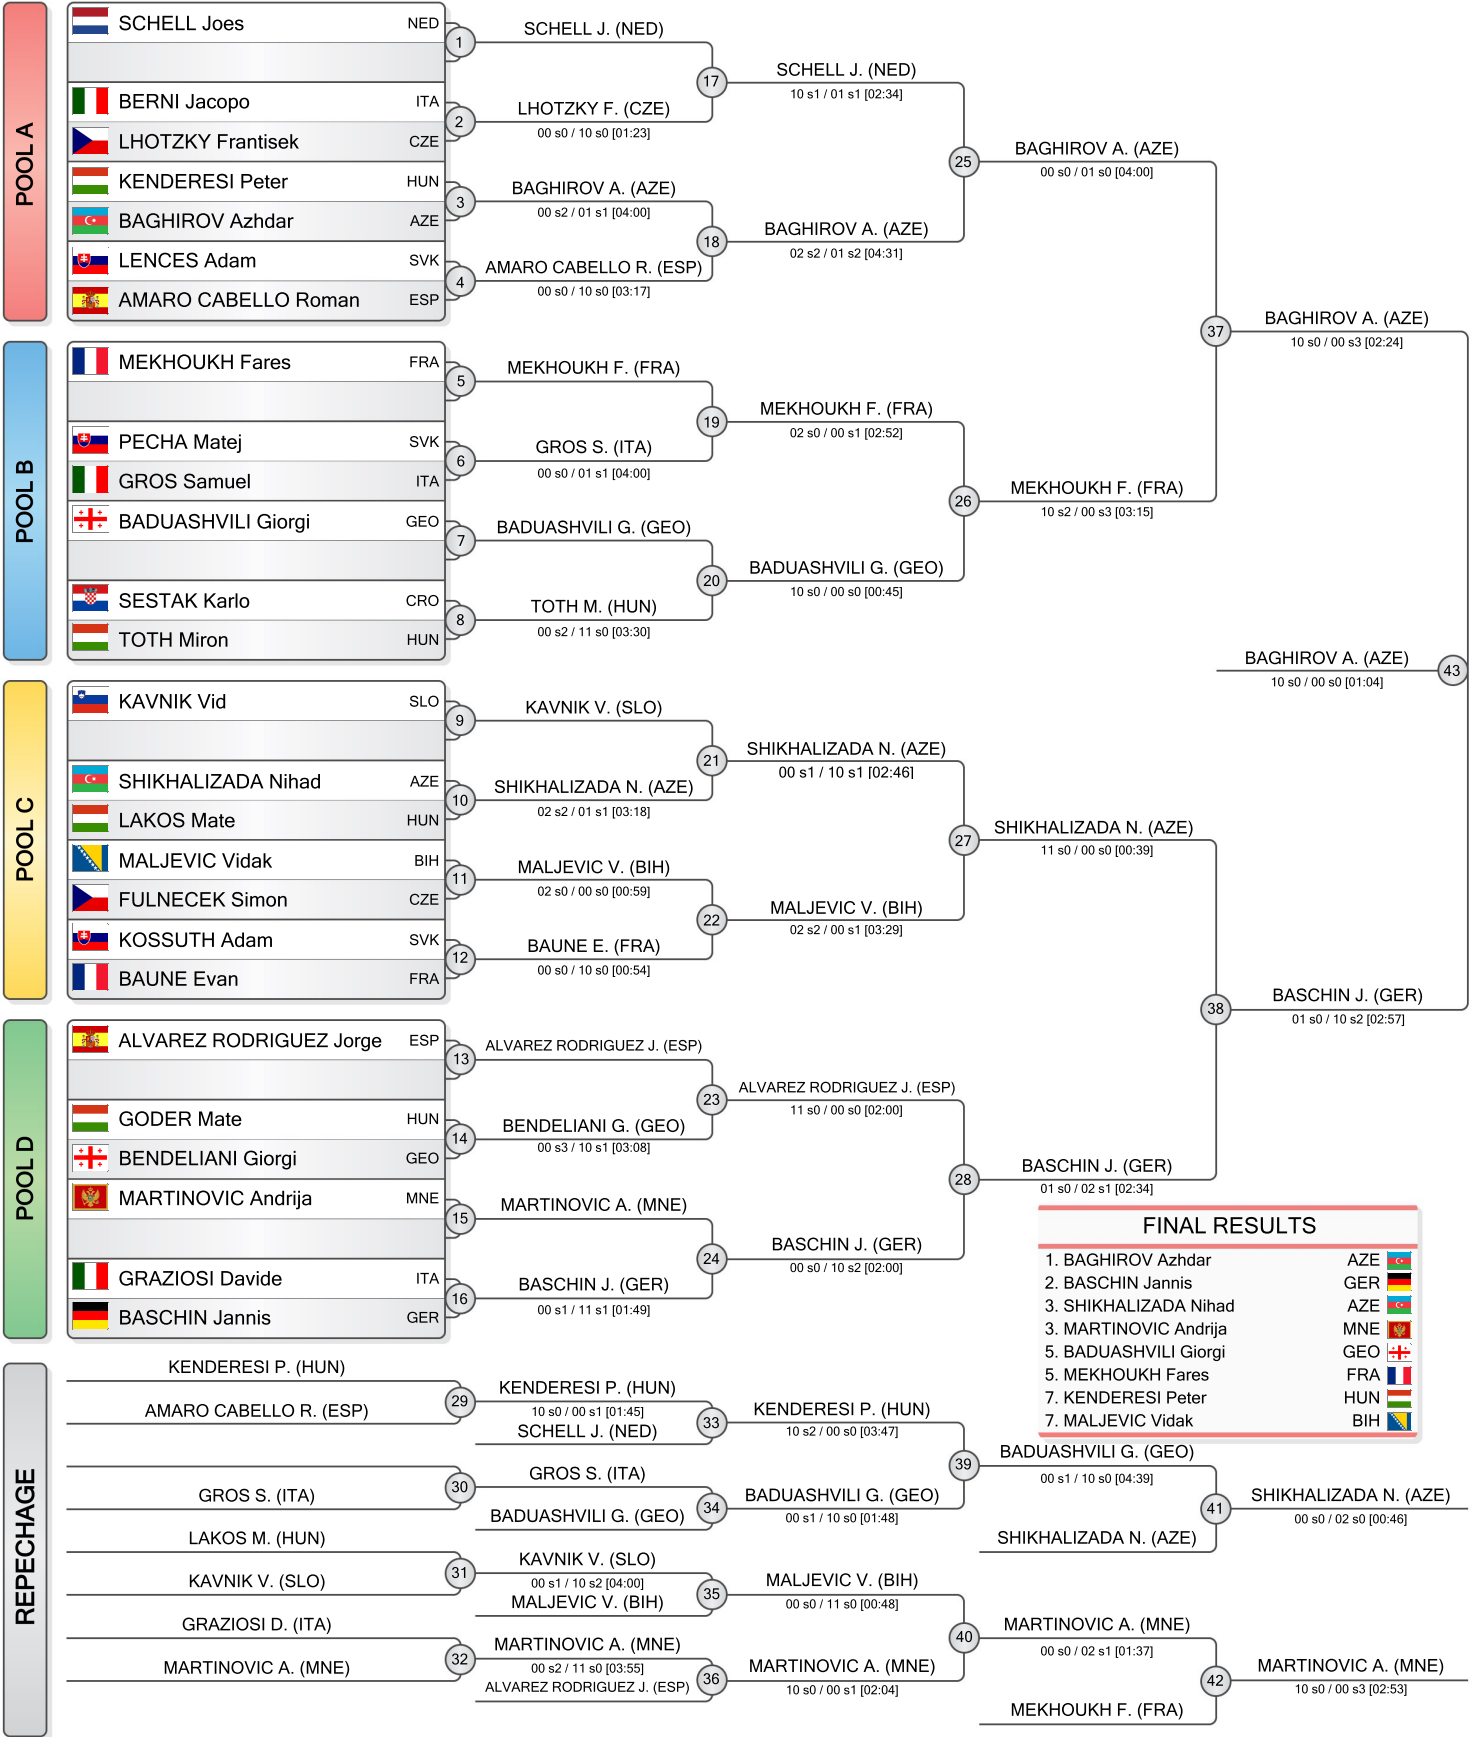 POOL A
SCHELL Joes NED
BERNI Jacopo ITA
LHOTZKY Frantisek CZE
KENDERESI Peter HUN
BAGHIROV Azhdar AZE
LENCES Adam SVK
AMARO CABELLO Roman ESP
1
SCHELL J. (NED)
2
LHOTZKY F. (CZE)
00 s0 / 10 s0 [01:23]
3
BAGHIROV A. (AZE)
00 s2 / 01 s1 [04:00]
4
AMARO CABELLO R. (ESP)
00 s0 / 10 s0 [03:17]
17
SCHELL J. (NED)
10 s1 / 01 s1 [02:34]
18
BAGHIROV A. (AZE)
02 s2 / 01 s2 [04:31]
25
BAGHIROV A. (AZE)
00 s0 / 01 s0 [04:00]
POOL B
MEKHOUKH Fares FRA
PECHA Matej SVK
GROS Samuel ITA
BADUASHVILI Giorgi GEO
SESTAK Karlo CRO
TOTH Miron HUN
5
MEKHOUKH F. (FRA)
6
GROS S. (ITA)
00 s0 / 01 s1 [04:00]
7
BADUASHVILI G. (GEO)
8
TOTH M. (HUN)
00 s2 / 11 s0 [03:30]
19
MEKHOUKH F. (FRA)
02 s0 / 00 s1 [02:52]
20
BADUASHVILI G. (GEO)
10 s0 / 00 s0 [00:45]
26
MEKHOUKH F. (FRA)
10 s2 / 00 s3 [03:15]
37
BAGHIROV A. (AZE)
10 s0 / 00 s3 [02:24]
BAGHIROV A. (AZE)
10 s0 / 00 s0 [01:04]
43
POOL C
KAVNIK Vid SLO
SHIKHALIZADA Nihad AZE
LAKOS Mate HUN
MALJEVIC Vidak BIH
FULNECEK Simon CZE
KOSSUTH Adam SVK
BAUNE Evan FRA
9
KAVNIK V. (SLO)
10
SHIKHALIZADA N. (AZE)
02 s2 / 01 s1 [03:18]
11
MALJEVIC V. (BIH)
02 s0 / 00 s0 [00:59]
12
BAUNE E. (FRA)
00 s0 / 10 s0 [00:54]
21
SHIKHALIZADA N. (AZE)
00 s1 / 10 s1 [02:46]
22
MALJEVIC V. (BIH)
02 s2 / 00 s1 [03:29]
27
SHIKHALIZADA N. (AZE)
11 s0 / 00 s0 [00:39]
POOL D
ALVAREZ RODRIGUEZ Jorge ESP
GODER Mate HUN
BENDELIANI Giorgi GEO
MARTINOVIC Andrija MNE
GRAZIOSI Davide ITA
BASCHIN Jannis GER
13
ALVAREZ RODRIGUEZ J. (ESP)
14
BENDELIANI G. (GEO)
00 s3 / 10 s1 [03:08]
15
MARTINOVIC A. (MNE)
16
BASCHIN J. (GER)
00 s1 / 11 s1 [01:49]
23
ALVAREZ RODRIGUEZ J. (ESP)
11 s0 / 00 s0 [02:00]
24
BASCHIN J. (GER)
00 s0 / 10 s2 [02:00]
28
BASCHIN J. (GER)
01 s0 / 02 s1 [02:34]
38
BASCHIN J. (GER)
01 s0 / 10 s2 [02:57]
FINAL RESULTS
1. BAGHIROV Azhdar AZE
2. BASCHIN Jannis GER
3. SHIKHALIZADA Nihad AZE
3. MARTINOVIC Andrija MNE
5. BADUASHVILI Giorgi GEO
5. MEKHOUKH Fares FRA
7. KENDERESI Peter HUN
7. MALJEVIC Vidak BIH
REPECHAGE
KENDERESI P. (HUN)
AMARO CABELLO R. (ESP)
GROS S. (ITA)
LAKOS M. (HUN)
KAVNIK V. (SLO)
GRAZIOSI D. (ITA)
MARTINOVIC A. (MNE)
29
KENDERESI P. (HUN)
10 s0 / 00 s1 [01:45]
SCHELL J. (NED)
30
GROS S. (ITA)
BADUASHVILI G. (GEO)
31
KAVNIK V. (SLO)
00 s1 / 10 s2 [04:00]
MALJEVIC V. (BIH)
32
MARTINOVIC A. (MNE)
00 s2 / 11 s0 [03:55]
ALVAREZ RODRIGUEZ J. (ESP)
33
KENDERESI P. (HUN)
10 s2 / 00 s0 [03:47]
34
BADUASHVILI G. (GEO)
00 s1 / 10 s0 [01:48]
35
MALJEVIC V. (BIH)
00 s0 / 11 s0 [00:48]
36
MARTINOVIC A. (MNE)
10 s0 / 00 s1 [02:04]
39
BADUASHVILI G. (GEO)
00 s1 / 10 s0 [04:39]
SHIKHALIZADA N. (AZE)
40
MARTINOVIC A. (MNE)
00 s0 / 02 s1 [01:37]
MEKHOUKH F. (FRA)
41
SHIKHALIZADA N. (AZE)
00 s0 / 02 s0 [00:46]
42
MARTINOVIC A. (MNE)
10 s0 / 00 s3 [02:53]